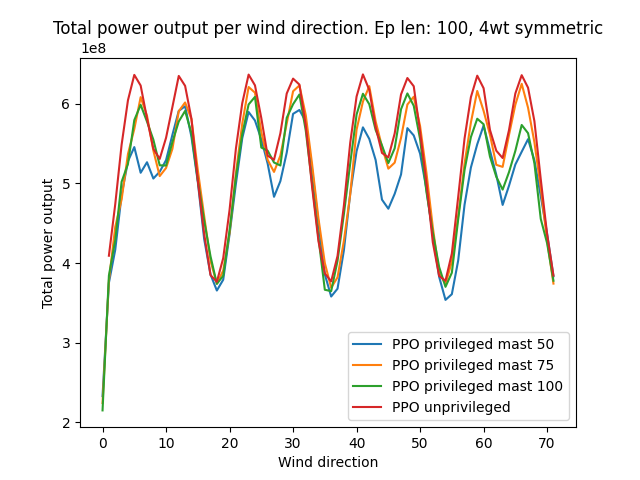 Total power output per wind direction. Ep len: 100, 4wt symmetric
1e8
6
5
4
3
2
Total power output
0 10 20 30 40 50 60 70
Wind direction
PPO privileged mast 50
PPO privileged mast 75
PPO privileged mast 100
PPO unprivileged